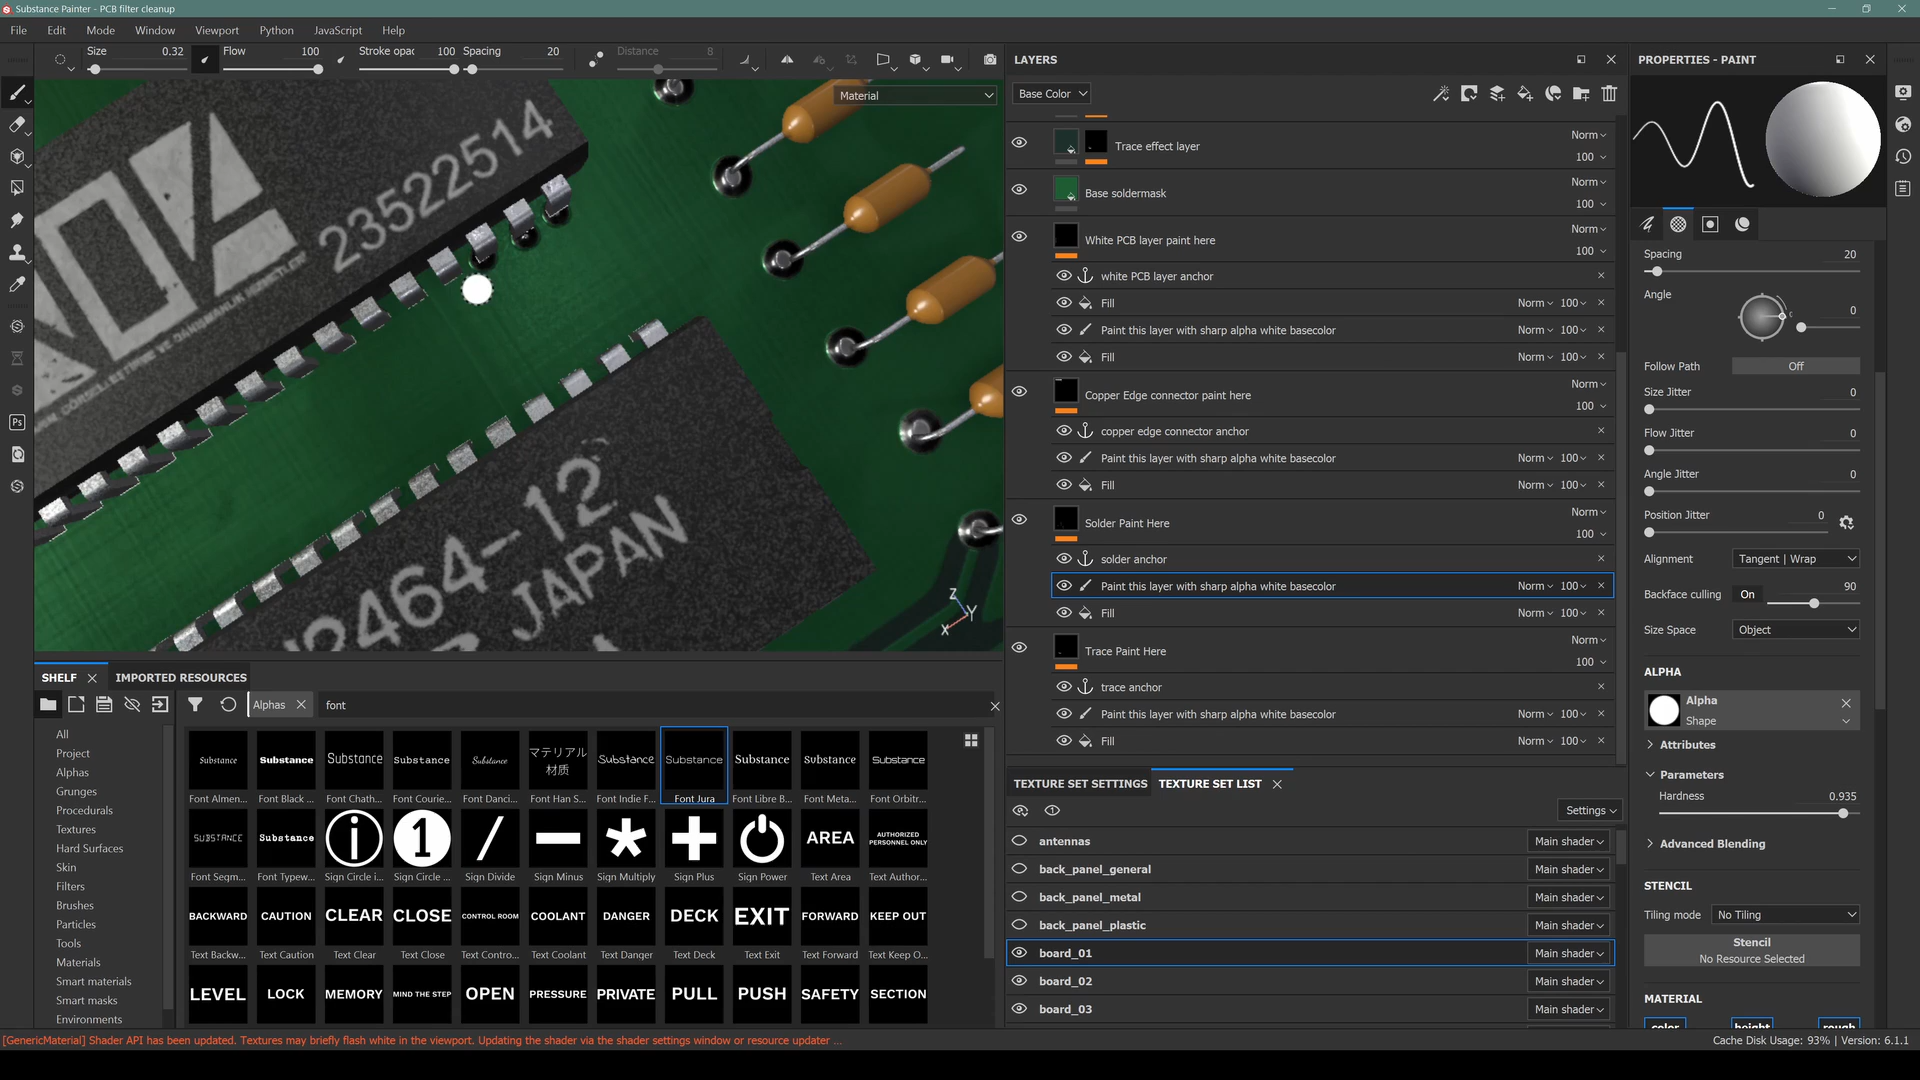 Substance Painter - PCB filter cleanup
File Edit Mode Window Viewport Python JavaScript Help
Size 0.32 Flow 100 Stroke opac 100 Spacing 20 Distance 8
Material
23522514
2464-12
JAPAN
Z
Y
X
LAYERS
Base Color
Trace effect layer Norm 100
Base soldermask Norm 100
White PCB layer paint here Norm 100
white PCB layer anchor
Fill Norm 100
Paint this layer with sharp alpha white basecolor Norm 100
Fill Norm 100
Copper Edge connector paint here Norm 100
copper edge connector anchor
Paint this layer with sharp alpha white basecolor Norm 100
Fill Norm 100
Solder Paint Here Norm 100
solder anchor
Paint this layer with sharp alpha white basecolor Norm 100
Fill Norm 100
Trace Paint Here Norm 100
trace anchor
Paint this layer with sharp alpha white basecolor Norm 100
Fill Norm 100
TEXTURE SET SETTINGS TEXTURE SET LIST
Settings
antennas Main shader
back_panel_general Main shader
back_panel_metal Main shader
back_panel_plastic Main shader
board_01 Main shader
board_02 Main shader
board_03 Main shader
PROPERTIES - PAINT
Spacing 20
Angle 0
Follow Path Off
Size Jitter 0
Flow Jitter 0
Angle Jitter 0
Position Jitter 0
Alignment Tangent | Wrap
Backface culling On 90
Size Space Object
ALPHA
Alpha
Shape
Attributes
Parameters
Hardness 0.935
Advanced Blending
STENCIL
Tiling mode No Tiling
Stencil
No Resource Selected
MATERIAL
color height rough
Ps
SHELF IMPORTED RESOURCES
Alphas font
All
Project
Alphas
Grunges
Procedurals
Textures
Hard Surfaces
Skin
Filters
Brushes
Particles
Tools
Materials
Smart materials
Smart masks
Environments
Substance Substance Substance Substance Substance マテリアル 材质 Substance Substance Substance Substance Substance
Font Almen... Font Black ... Font Chath... Font Courie... Font Danci... Font Han S... Font Indie F... Font Jura Font Libre B... Font Meta... Font Orbitr...
SUBSTANCE Substance i 1 / * + AREA AUTHORIZED PERSONNEL ONLY
Font Segm... Font Typew... Sign Circle i... Sign Circle ... Sign Divide Sign Minus Sign Multiply Sign Plus Sign Power Text Area Text Author...
BACKWARD CAUTION CLEAR CLOSE CONTROL ROOM COOLANT DANGER DECK EXIT FORWARD KEEP OUT
Text Backw... Text Caution Text Clear Text Close Text Contro... Text Coolant Text Danger Text Deck Text Exit Text Forward Text Keep O...
LEVEL LOCK MEMORY MIND THE STEP OPEN PRESSURE PRIVATE PULL PUSH SAFETY SECTION
[GenericMaterial] Shader API has been updated. Textures may briefly flash white in the viewport. Updating the shader via the shader settings window or resource updater ...
Cache Disk Usage: 93% | Version: 6.1.1